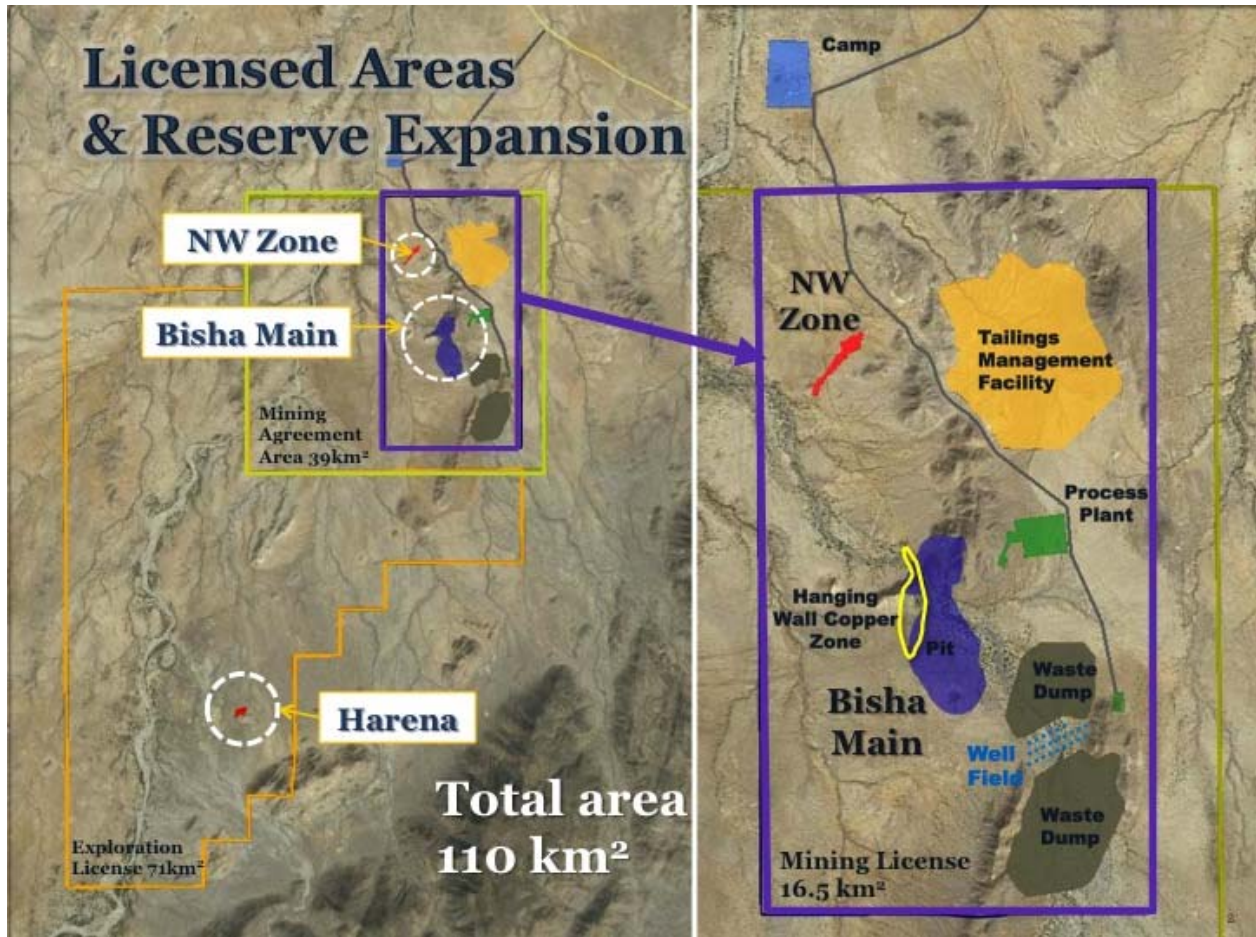 Licensed Areas
& Reserve Expansion
NW Zone
Bisha Main
Mining
Agreement
Area 39km²
Harena
Total area
110 km²
Exploration
License 71km²
Camp
NW
Zone
Tailings
Management
Facility
Process
Plant
Hanging
Wall Copper
Zone
Pit
Bisha
Main
Waste
Dump
Well
Field
Waste
Dump
Mining License
16.5 km²